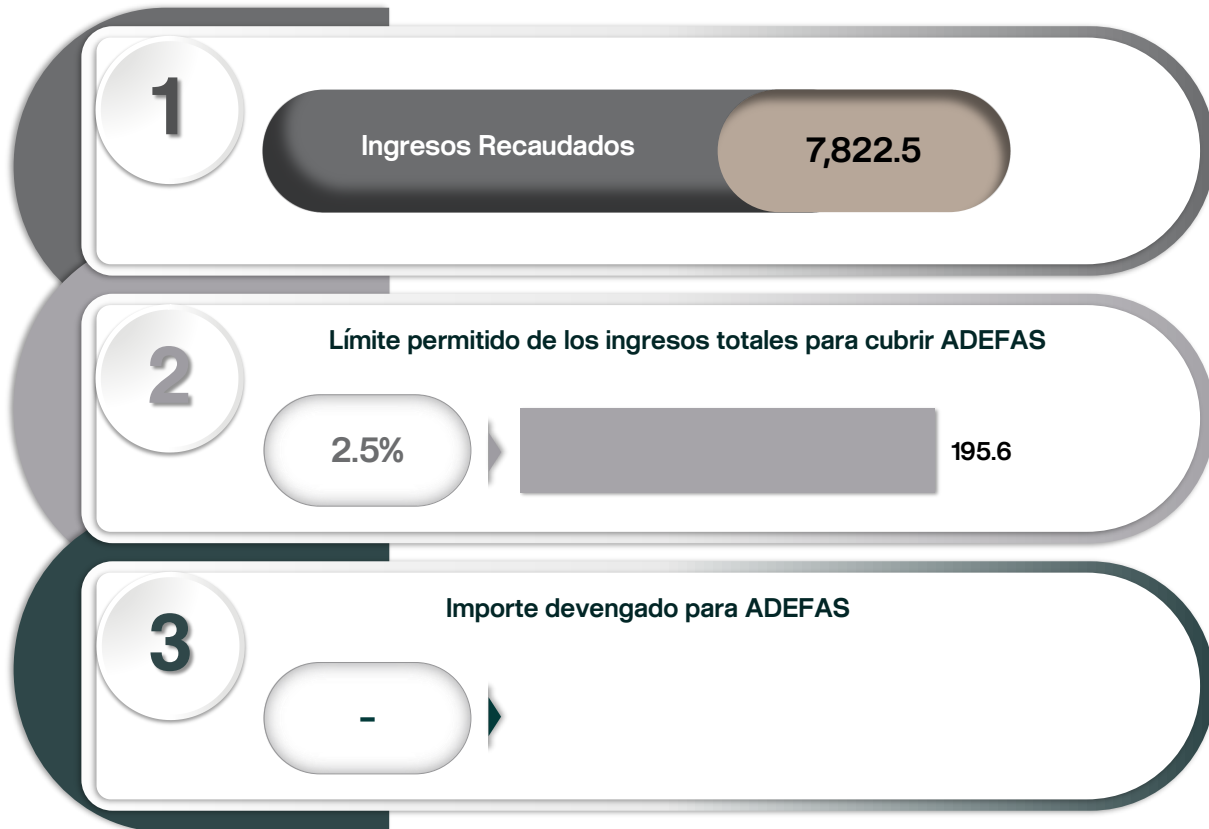 1
Ingresos Recaudados
7,822.5
2
Límite permitido de los ingresos totales para cubrir ADEFAS
2.5%
195.6
3
Importe devengado para ADEFAS
-